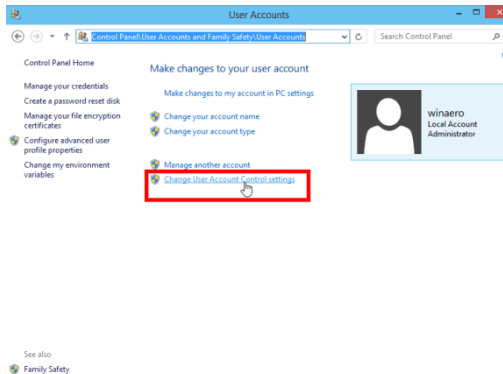 User Accounts
Control Panel\User Accounts and Family Safety\User Accounts
Search Control Panel
Control Panel Home
Manage your credentials
Create a password reset disk
Manage your file encryption
certificates
Configure advanced user
profile properties
Change my environment
variables
Make changes to your user account
Make changes to my account in PC settings
Change your account name
Change your account type
Manage another account
Change User Account Control settings
winaero
Local Account
Administrator
See also
Family Safety